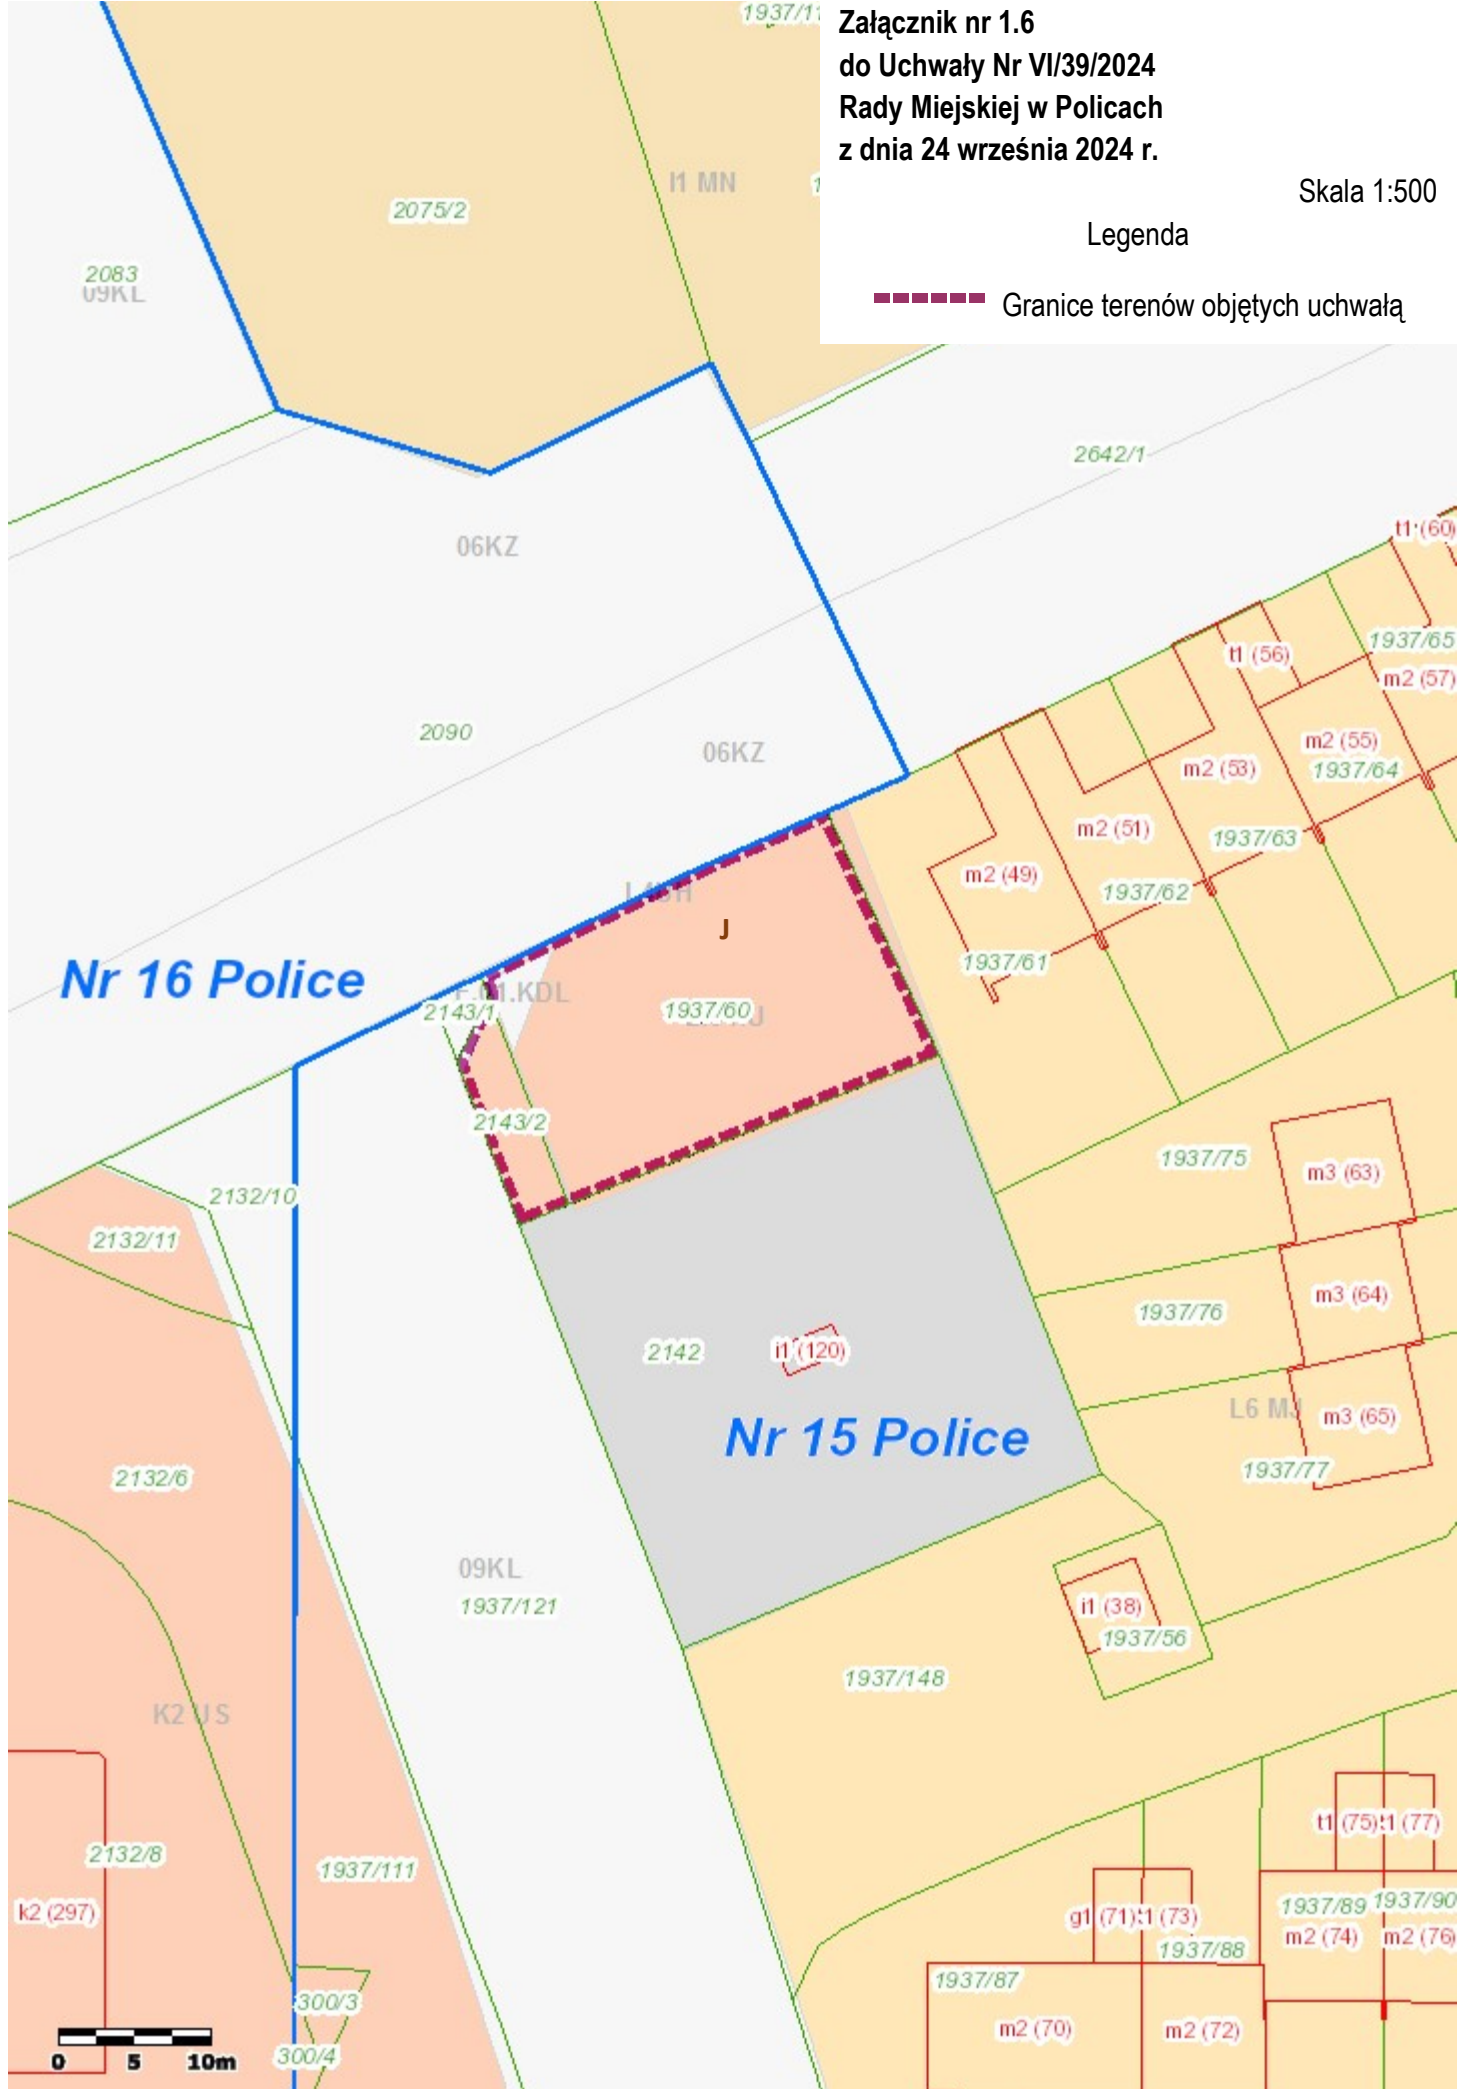 Załącznik nr 1.6
do Uchwały Nr VI/39/2024
Rady Miejskiej w Policach
z dnia 24 września 2024 r.
Skala 1:500
Legenda
Granice terenów objętych uchwałą
I1 MN
2075/2
2083
09KL
2642/1
06KZ
t1 (60)
1937/65
t1 (56)
m2 (57)
2090
06KZ
m2 (55)
m2 (53)
1937/64
m2 (51)
1937/63
m2 (49)
1937/62
J
1937/61
Nr 16 Police
2143/1
1937/60
2143/2
1937/75
m3 (63)
2132/10
2132/11
m3 (64)
1937/76
2142
i1 (120)
L6 MJ
m3 (65)
Nr 15 Police
1937/77
2132/6
09KL
1937/121
i1 (38)
1937/56
1937/148
K2 US
t1 (75)
t1 (77)
2132/8
1937/111
k2 (297)
1937/89
1937/90
g1 (71)
t1 (73)
m2 (74)
m2 (76)
1937/88
1937/87
300/3
m2 (70)
m2 (72)
300/4
0 5 10m